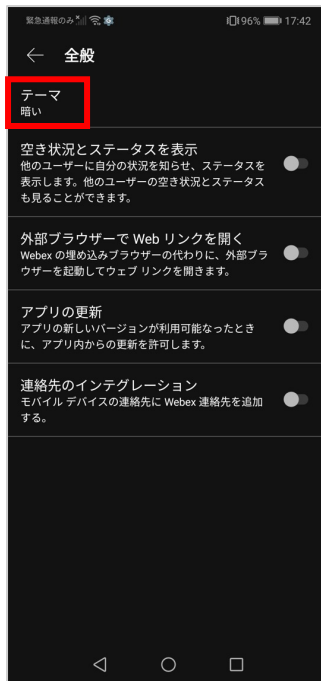 緊急通報のみ 96% 17:42
全般
テーマ
暗い
空き状況とステータスを表示
他のユーザーに自分の状況を知らせ、ステータスを
表示します。他のユーザーの空き状況とステータス
も見ることができます。
外部ブラウザーで Web リンクを開く
Webex の埋め込みブラウザーの代わりに、外部ブラ
ウザーを起動してウェブ リンクを開きます。
アプリの更新
アプリの新しいバージョンが利用可能なったとき
に、アプリ内からの更新を許可します。
連絡先のインテグレーション
モバイル デバイスの連絡先に Webex 連絡先を追加
する。